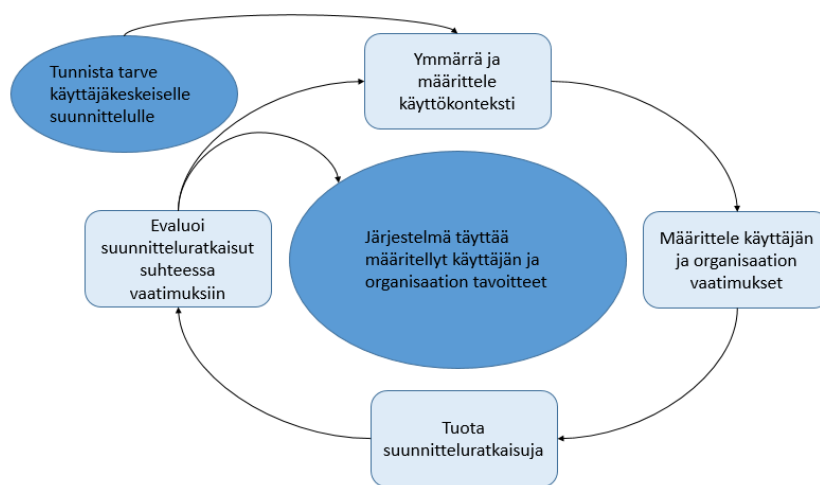 Tunnista tarve
käyttäjäkeskeiselle
suunnittelulle
Ymmärrä ja
määrittele
käyttökonteksti
Määrittele käyttäjän
ja organisaation
vaatimukset
Tuota
suunnitteluratkaisuja
Evaluoi
suunnitteluratkaisut
suhteessa
vaatimuksiin
Järjestelmä täyttää
määritellyt käyttäjän ja
organisaation tavoitteet